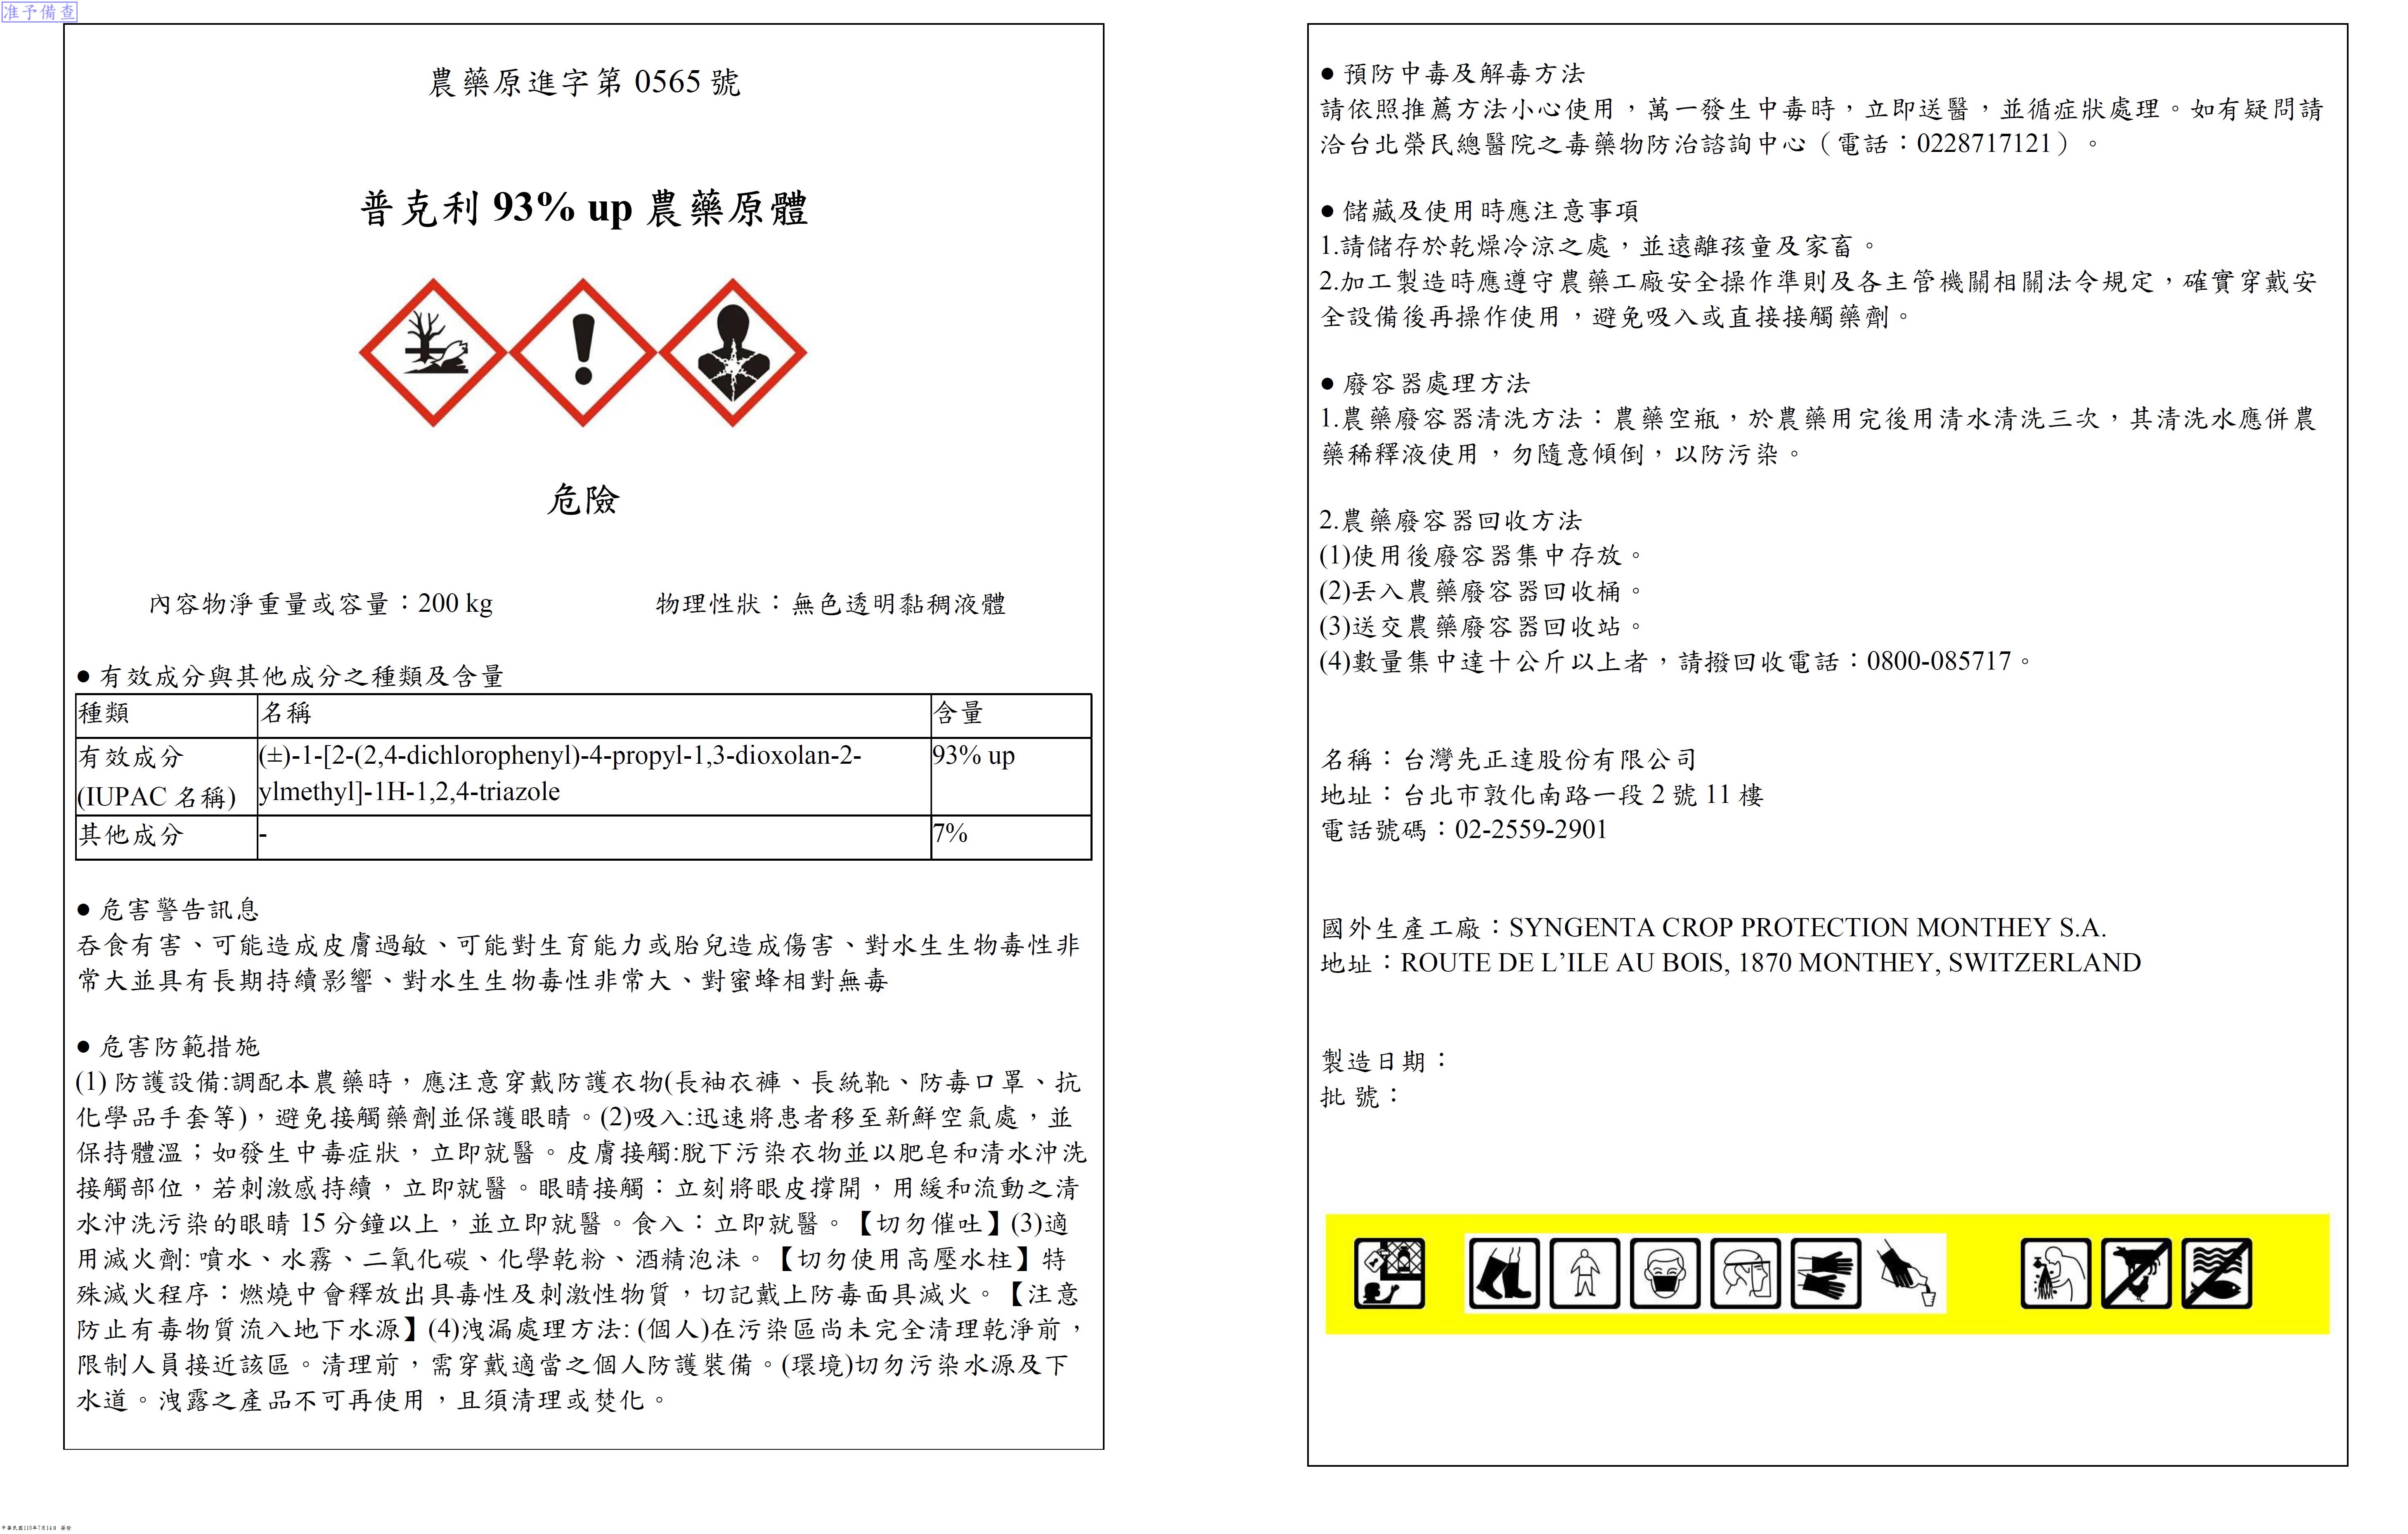 准予備查
農藥原進字第 0565 號
普克利 93% up 農藥原體
危險
內容物淨重量或容量：200 kg 物理性狀：無色透明黏稠液體
● 有效成分與其他成分之種類及含量
種類 名稱 含量
有效成分 (±)-1-[2-(2,4-dichlorophenyl)-4-propyl-1,3-dioxolan-2- 93% up
(IUPAC 名稱) ylmethyl]-1H-1,2,4-triazole
其他成分 - 7%
● 危害警告訊息
吞食有害、可能造成皮膚過敏、可能對生育能力或胎兒造成傷害、對水生生物毒性非
常大並具有長期持續影響、對水生生物毒性非常大、對蜜蜂相對無毒
● 危害防範措施
(1) 防護設備:調配本農藥時，應注意穿戴防護衣物(長袖衣褲、長統靴、防毒口罩、抗
化學品手套等)，避免接觸藥劑並保護眼睛。(2)吸入:迅速將患者移至新鮮空氣處，並
保持體溫；如發生中毒症狀，立即就醫。皮膚接觸:脫下污染衣物並以肥皂和清水沖洗
接觸部位，若刺激感持續，立即就醫。眼睛接觸：立刻將眼皮撐開，用緩和流動之清
水沖洗污染的眼睛 15 分鐘以上，並立即就醫。食入：立即就醫。【切勿催吐】(3)適
用滅火劑: 噴水、水霧、二氧化碳、化學乾粉、酒精泡沫。【切勿使用高壓水柱】特
殊滅火程序：燃燒中會釋放出具毒性及刺激性物質，切記戴上防毒面具滅火。【注意
防止有毒物質流入地下水源】(4)洩漏處理方法: (個人)在污染區尚未完全清理乾淨前，
限制人員接近該區。清理前，需穿戴適當之個人防護裝備。(環境)切勿污染水源及下
水道。洩露之產品不可再使用，且須清理或焚化。
● 預防中毒及解毒方法
請依照推薦方法小心使用，萬一發生中毒時，立即送醫，並循症狀處理。如有疑問請
洽台北榮民總醫院之毒藥物防治諮詢中心（電話：0228717121）。
● 儲藏及使用時應注意事項
1.請儲存於乾燥冷涼之處，並遠離孩童及家畜。
2.加工製造時應遵守農藥工廠安全操作準則及各主管機關相關法令規定，確實穿戴安
全設備後再操作使用，避免吸入或直接接觸藥劑。
● 廢容器處理方法
1.農藥廢容器清洗方法：農藥空瓶，於農藥用完後用清水清洗三次，其清洗水應併農
藥稀釋液使用，勿隨意傾倒，以防污染。
2.農藥廢容器回收方法
(1)使用後廢容器集中存放。
(2)丟入農藥廢容器回收桶。
(3)送交農藥廢容器回收站。
(4)數量集中達十公斤以上者，請撥回收電話：0800-085717。
名稱：台灣先正達股份有限公司
地址：台北市敦化南路一段 2 號 11 樓
電話號碼：02-2559-2901
國外生產工廠：SYNGENTA CROP PROTECTION MONTHEY S.A.
地址：ROUTE DE L’ILE AU BOIS, 1870 MONTHEY, SWITZERLAND
製造日期：
批 號：